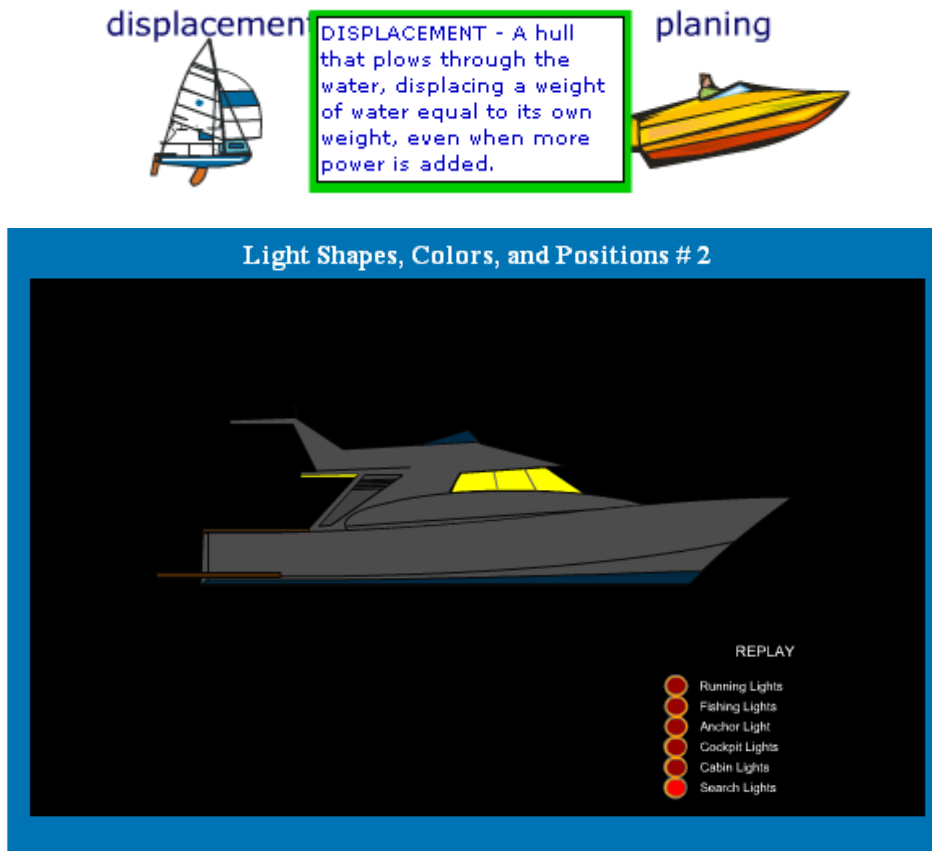 displacement
planing
DISPLACEMENT - A hull
that plows through the
water, displacing a weight
of water equal to its own
weight, even when more
power is added.
Light Shapes, Colors, and Positions # 2
REPLAY
Running Lights
Fishing Lights
Anchor Light
Cockpit Lights
Cabin Lights
Search Lights